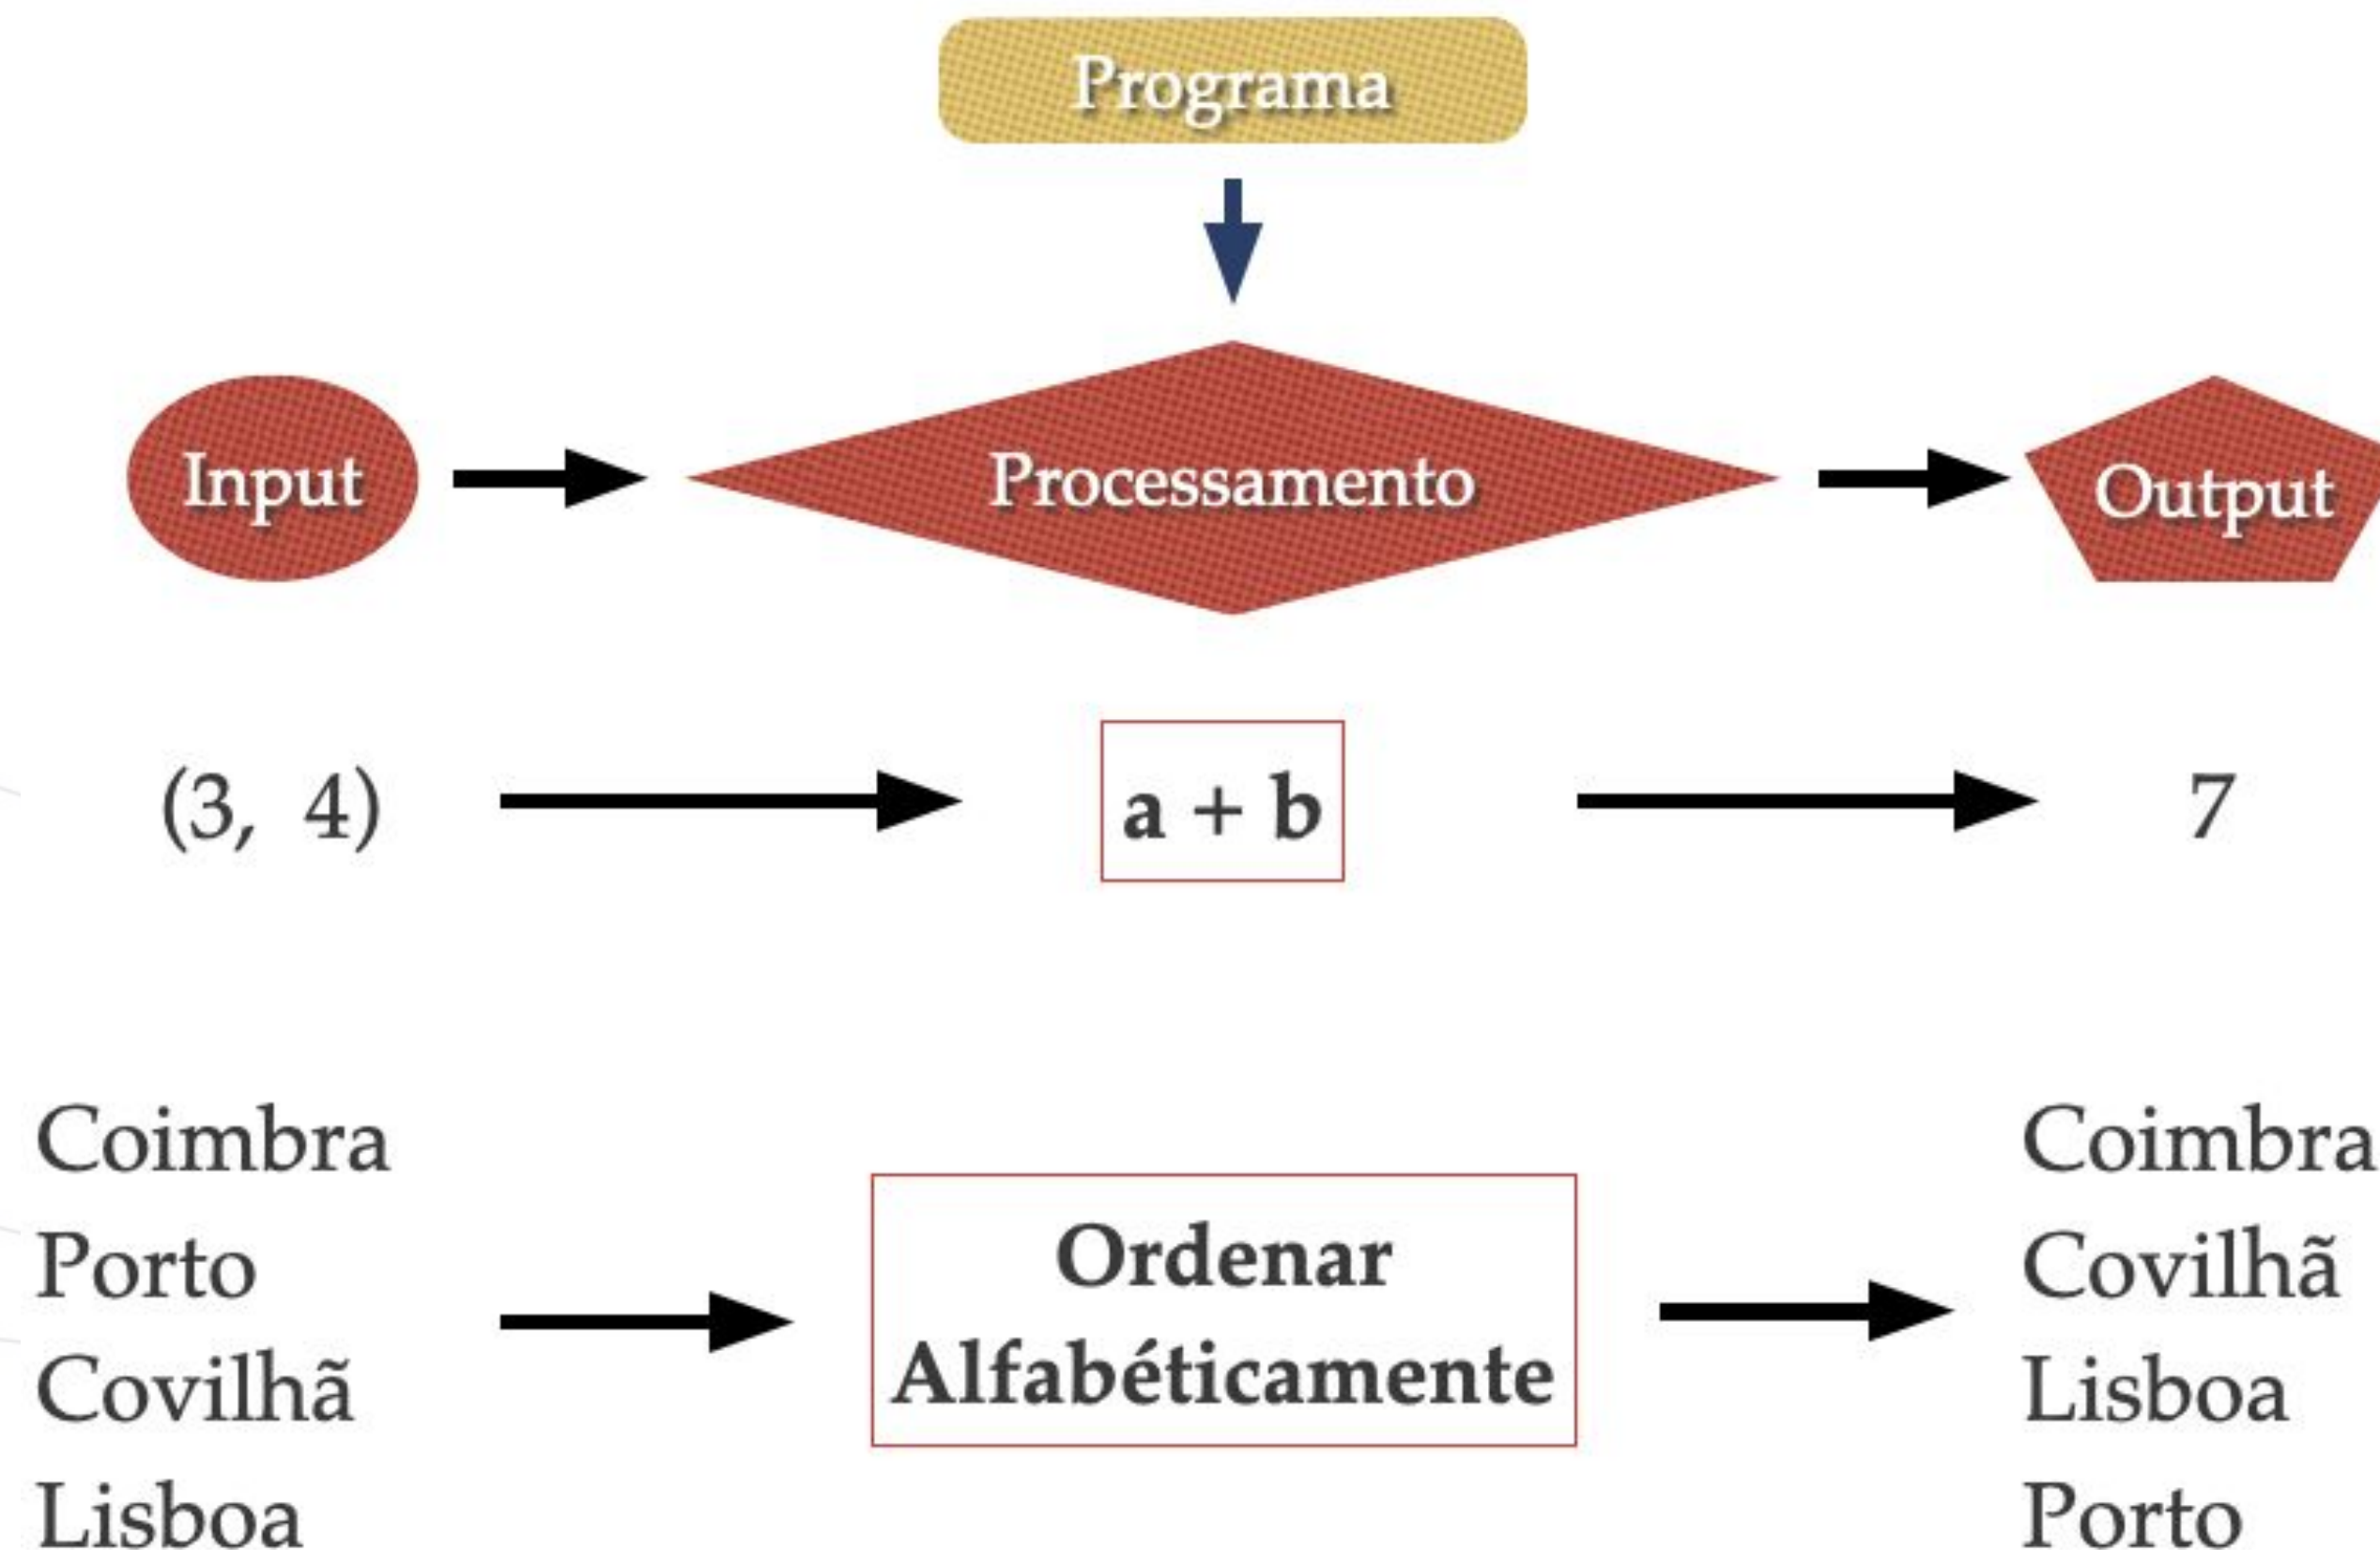 Programa
Input
Processamento
Output
(3, 4)
a + b
7
Coimbra
Porto
Covilhã
Lisboa
Ordenar
Alfabéticamente
Coimbra
Covilhã
Lisboa
Porto